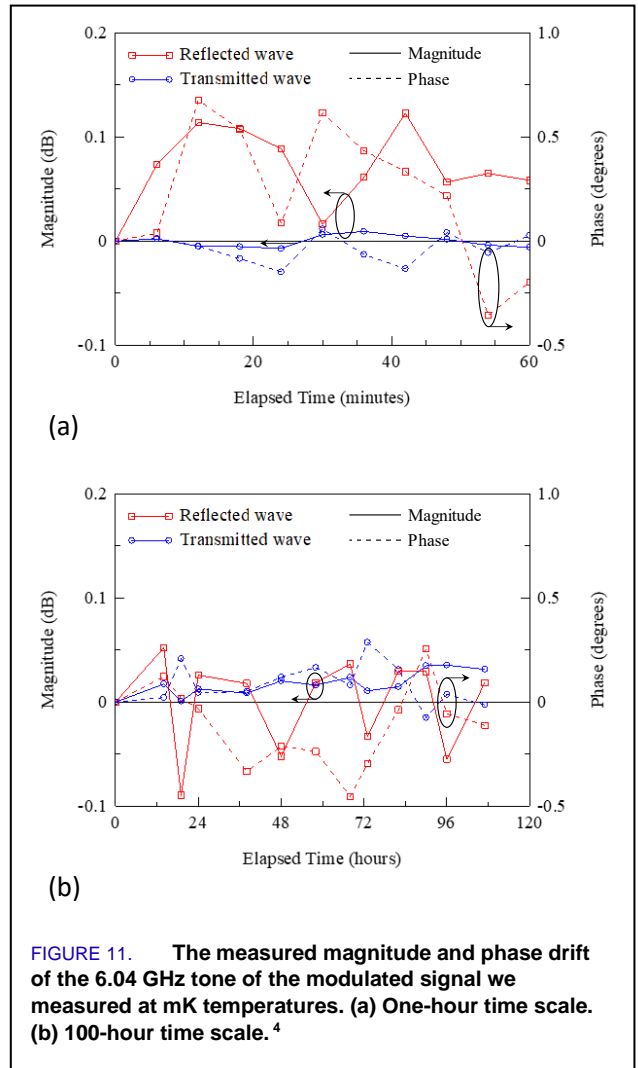 0.2
0.1
0
-0.1
Magnitude (dB)
Reflected wave
Transmitted wave
Magnitude
Phase
1.0
0.5
0
-0.5
Phase (degrees)
0
20
40
60
Elapsed Time (minutes)
(a)
0.2
0.1
0
-0.1
Magnitude (dB)
Reflected wave
Transmitted wave
Magnitude
Phase
1.0
0.5
0
-0.5
Phase (degrees)
0
24
48
72
96
120
Elapsed Time (hours)
(b)
FIGURE 11. The measured magnitude and phase drift
of the 6.04 GHz tone of the modulated signal we
measured at mK temperatures. (a) One-hour time scale.
(b) 100-hour time scale. 4